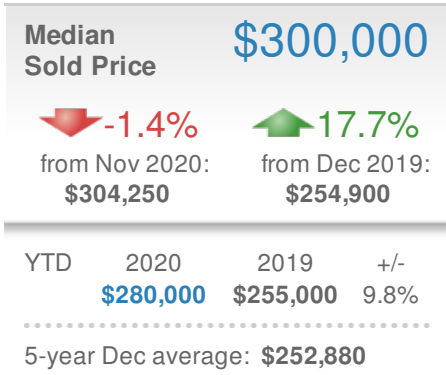 Median
Sold Price
$300,000
-1.4%
from Nov 2020:
$304,250
17.7%
from Dec 2019:
$254,900
YTD 2020 2019 +/-
$280,000 $255,000 9.8%
5-year Dec average: $252,880